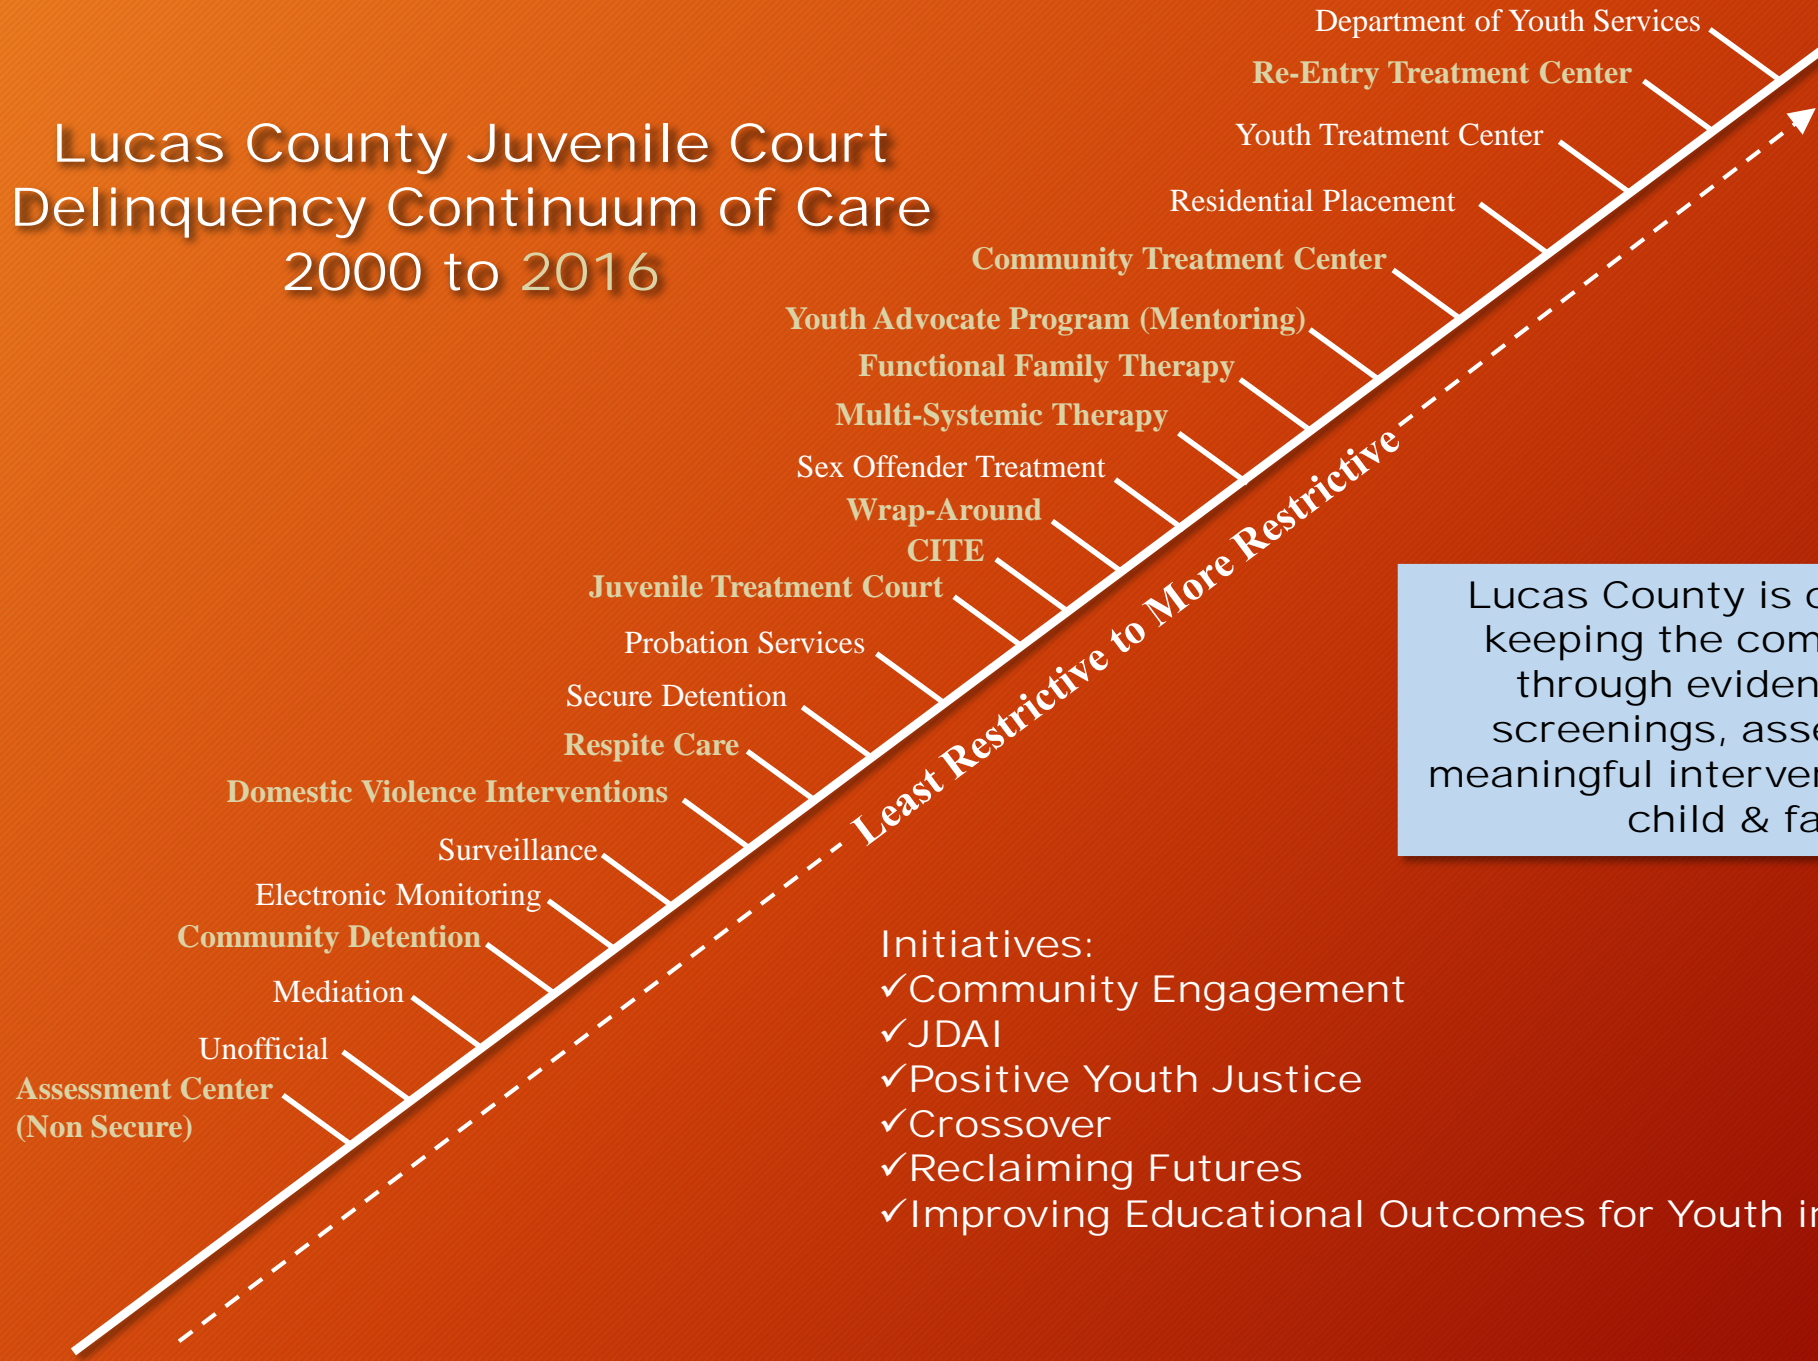 Lucas County Juvenile Court
Delinquency Continuum of Care
2000 to 2016
Department of Youth Services
Re-Entry Treatment Center
Youth Treatment Center
Residential Placement
Community Treatment Center
Youth Advocate Program (Mentoring)
Functional Family Therapy
Multi-Systemic Therapy
Sex Offender Treatment
Wrap-Around
CITE
Juvenile Treatment Court
Probation Services
Secure Detention
Respite Care
Domestic Violence Interventions
Surveillance
Electronic Monitoring
Community Detention
Mediation
Unofficial
Assessment Center
(Non Secure)
Least Restrictive to More Restrictive
Lucas County is
keeping the
through
screenings,
meaningful
child &
Initiatives:
✓Community Engagement
✓JDAI
✓Positive Youth Justice
✓Crossover
✓Reclaiming Futures
✓Improving Educational Outcomes for Youth